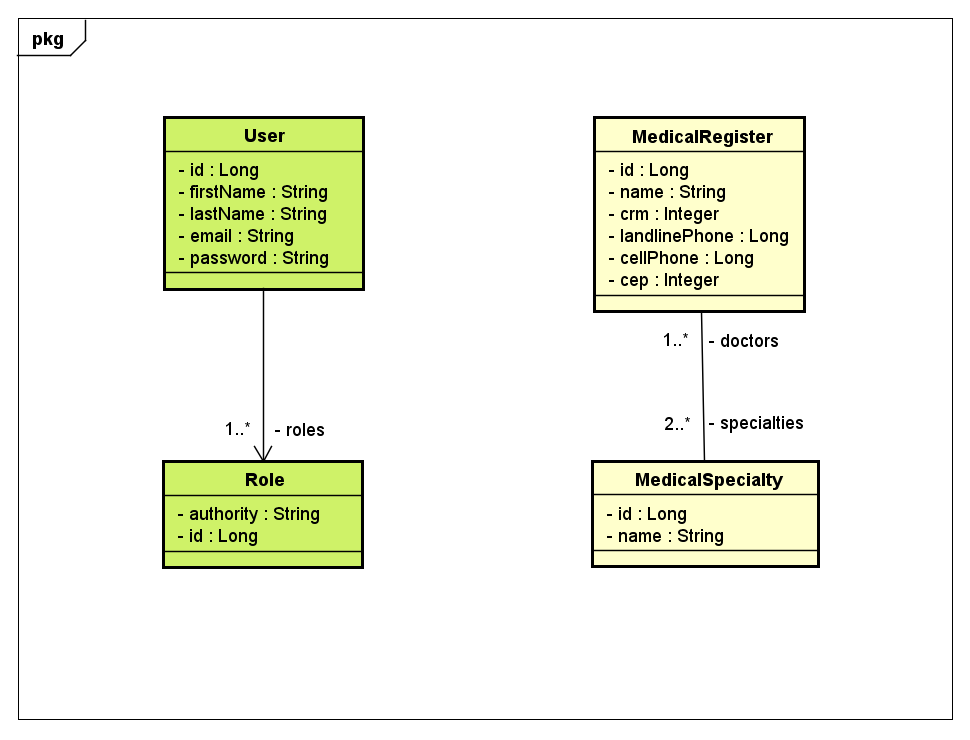 pkg
User
- id : Long
- firstName : String
- lastName : String
- email : String
- password : String
1..* - roles
Role
- authority : String
- id : Long
MedicalRegister
- id : Long
- name : String
- crm : Integer
- landlinePhone : Long
- cellPhone : Long
- cep : Integer
1..* - doctors
2..* - specialties
MedicalSpecialty
- id : Long
- name : String